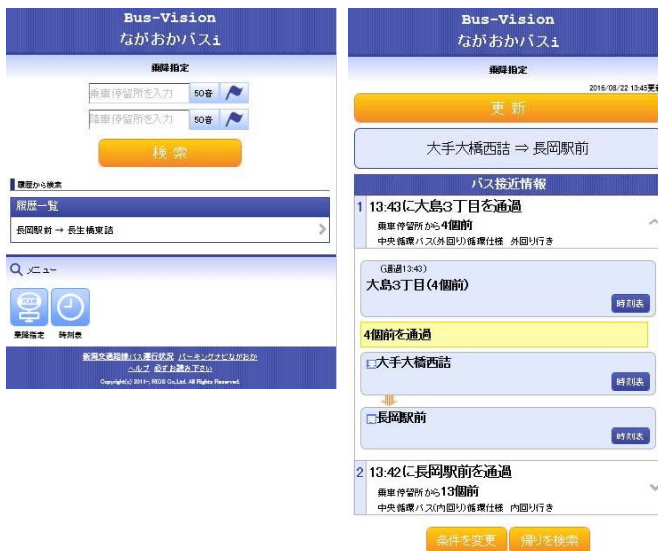 Bus-Vision
ながおかバスi
乗降指定
乗車停留所を入力 50音
降車停留所を入力 50音
検索
履歴から検索
履歴一覧
長岡駅前 → 長生橋東詰
メニュー
乗降指定 時刻表
新潟交通路線バス運行状況 パーキングナビながおか
ヘルプ 必ずお読み下さい
Copyright(c) 2011-, RIOS Co.,Ltd. All Rights Reserved.
Bus-Vision
ながおかバスi
乗降指定
2016/08/22 13:45更新
更新
大手大橋西詰 ⇒ 長岡駅前
バス接近情報
1 13:43に大島3丁目を通過
乗車停留所から4個前
中央循環バス(外回り)循環仕様 外回り行き
(通過13:43)
大島3丁目(4個前)
時刻表
4個前を通過
大手大橋西詰
時刻表
長岡駅前
時刻表
2 13:42に長岡駅前を通過
乗車停留所から13個前
中央循環バス(内回り)循環仕様 内回り行き
条件を変更 帰りを検索